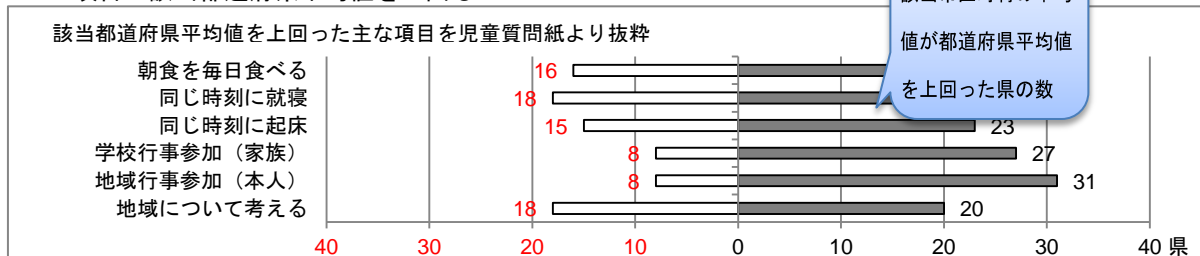 該当都道府県平均値を上回った主な項目を児童質問紙より抜粋
値が都道府県平均値
を上回った県の数
朝食を毎日食べる 16
同じ時刻に就寝 18
同じ時刻に起床 15 23
学校行事参加（家族） 8 27
地域行事参加（本人） 8 31
地域について考える 18 20
40 30 20 10 0 10 20 30 40 県